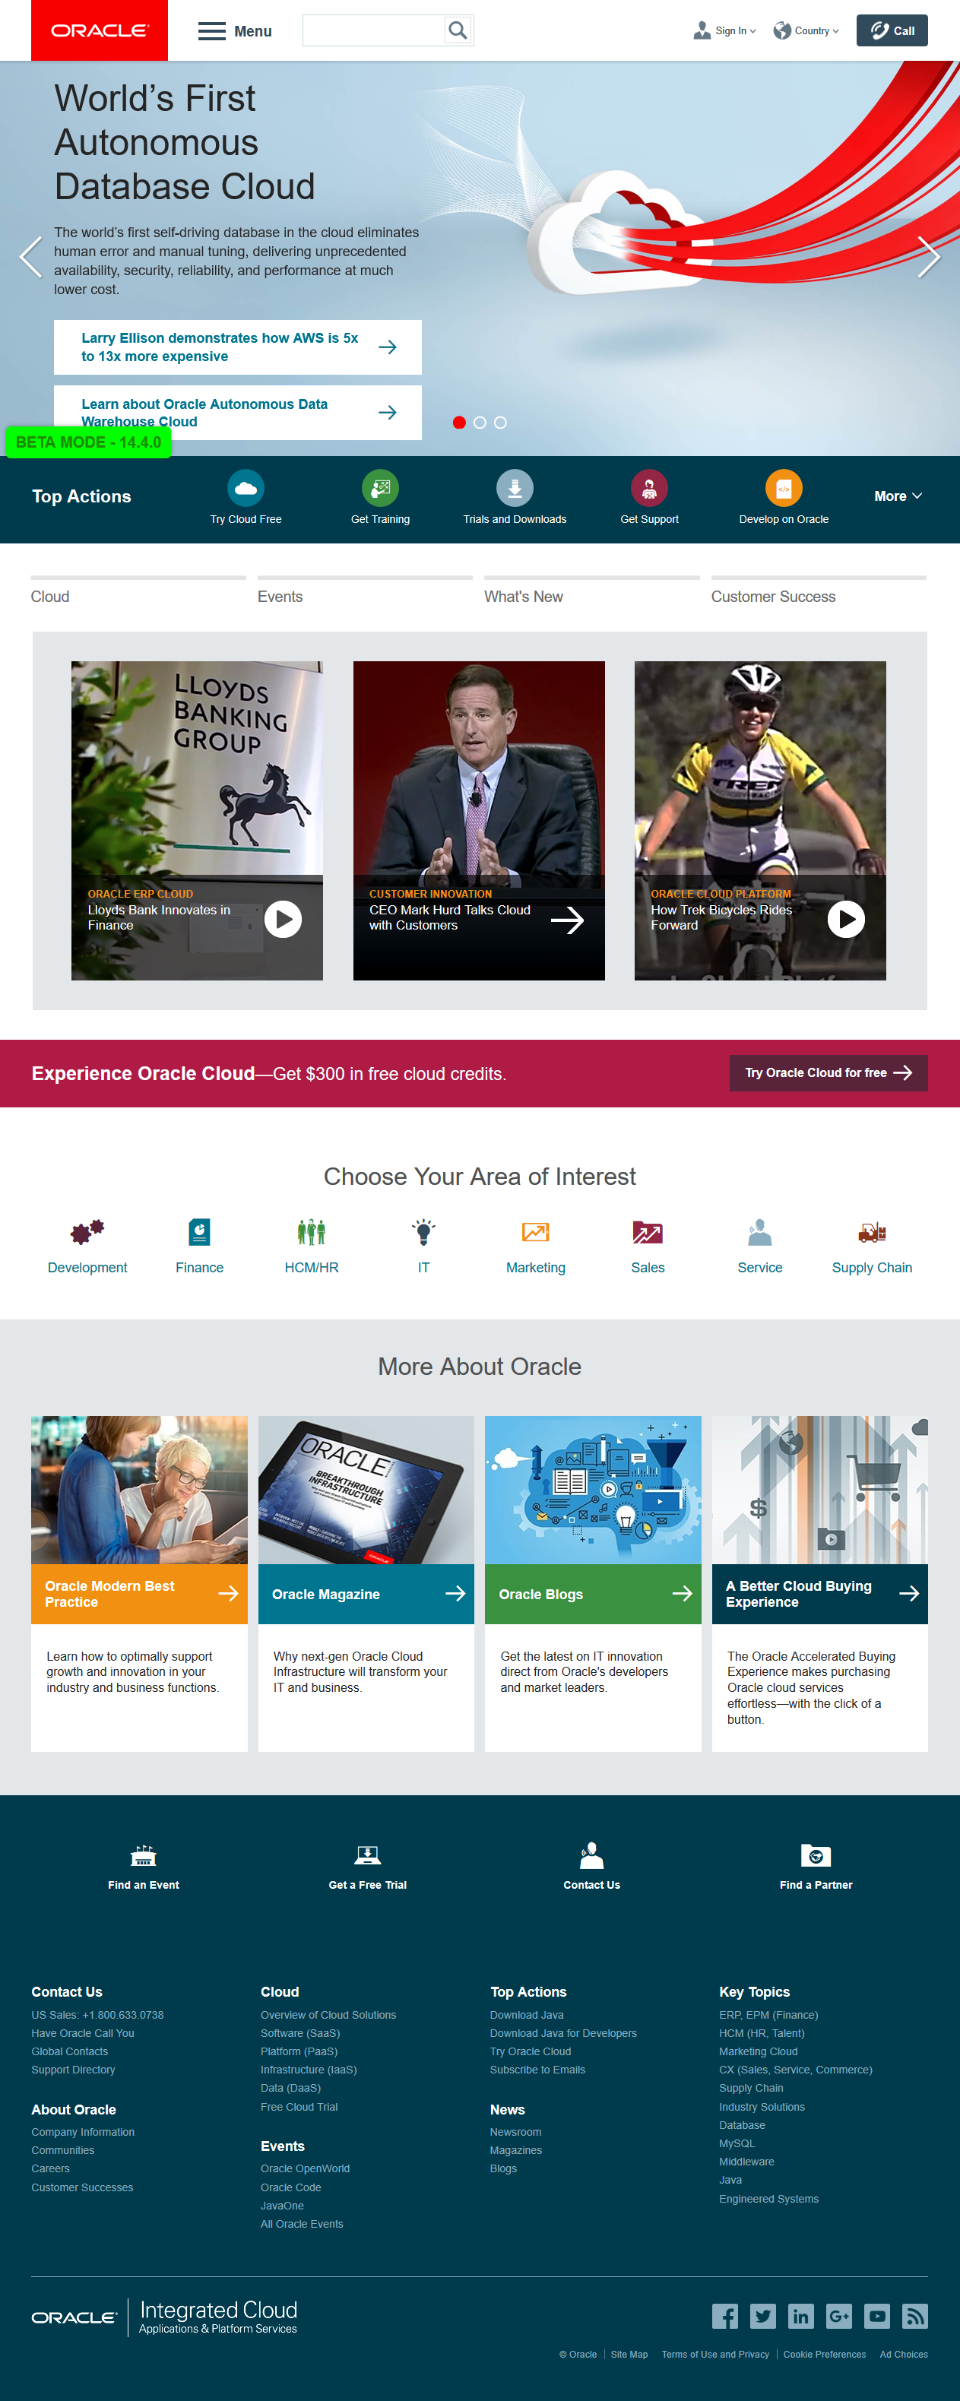 ORACLE
Menu
Sign In
Country
Call
World's First
Autonomous
Database Cloud
The world's first self-driving database in the cloud eliminates
human error and manual tuning, delivering unprecedented
availability, security, reliability, and performance at much
lower cost.
Larry Ellison demonstrates how AWS is 5x
to 13x more expensive
Learn about Oracle Autonomous Data
Warehouse Cloud
BETA MODE - 14.4.0
Top Actions
Try Cloud Free
Get Training
Trials and Downloads
Get Support
Develop on Oracle
More
Cloud
Events
What's New
Customer Success
LLOYDS
BANKING
GROUP
ORACLE ERP CLOUD
Lloyds Bank Innovates in
Finance
CUSTOMER INNOVATION
CEO Mark Hurd Talks Cloud
with Customers
TREK
ORACLE CLOUD PLATFORM
How Trek Bicycles Rides
Forward
Experience Oracle Cloud—Get $300 in free cloud credits.
Try Oracle Cloud for free
Choose Your Area of Interest
Development
Finance
HCM/HR
IT
Marketing
Sales
Service
Supply Chain
More About Oracle
ORACLE
BREAKTHROUGH
INFRASTRUCTURE
$
Oracle Modern Best
Practice
Oracle Magazine
Oracle Blogs
A Better Cloud Buying
Experience
Learn how to optimally support
growth and innovation in your
industry and business functions.
Why next-gen Oracle Cloud
Infrastructure will transform your
IT and business.
Get the latest on IT innovation
direct from Oracle's developers
and market leaders.
The Oracle Accelerated Buying
Experience makes purchasing
Oracle cloud services
effortless—with the click of a
button.
Find an Event
Get a Free Trial
Contact Us
Find a Partner
Contact Us
US Sales: +1.800.633.0738
Have Oracle Call You
Global Contacts
Support Directory
About Oracle
Company Information
Communities
Careers
Customer Successes
Cloud
Overview of Cloud Solutions
Software (SaaS)
Platform (PaaS)
Infrastructure (IaaS)
Data (DaaS)
Free Cloud Trial
Events
Oracle OpenWorld
Oracle Code
JavaOne
All Oracle Events
Top Actions
Download Java
Download Java for Developers
Try Oracle Cloud
Subscribe to Emails
News
Newsroom
Magazines
Blogs
Key Topics
ERP, EPM (Finance)
HCM (HR, Talent)
Marketing Cloud
CX (Sales, Service, Commerce)
Supply Chain
Industry Solutions
Database
MySQL
Middleware
Java
Engineered Systems
ORACLE
Integrated Cloud
Applications & Platform Services
© Oracle
Site Map
Terms of Use and Privacy
Cookie Preferences
Ad Choices